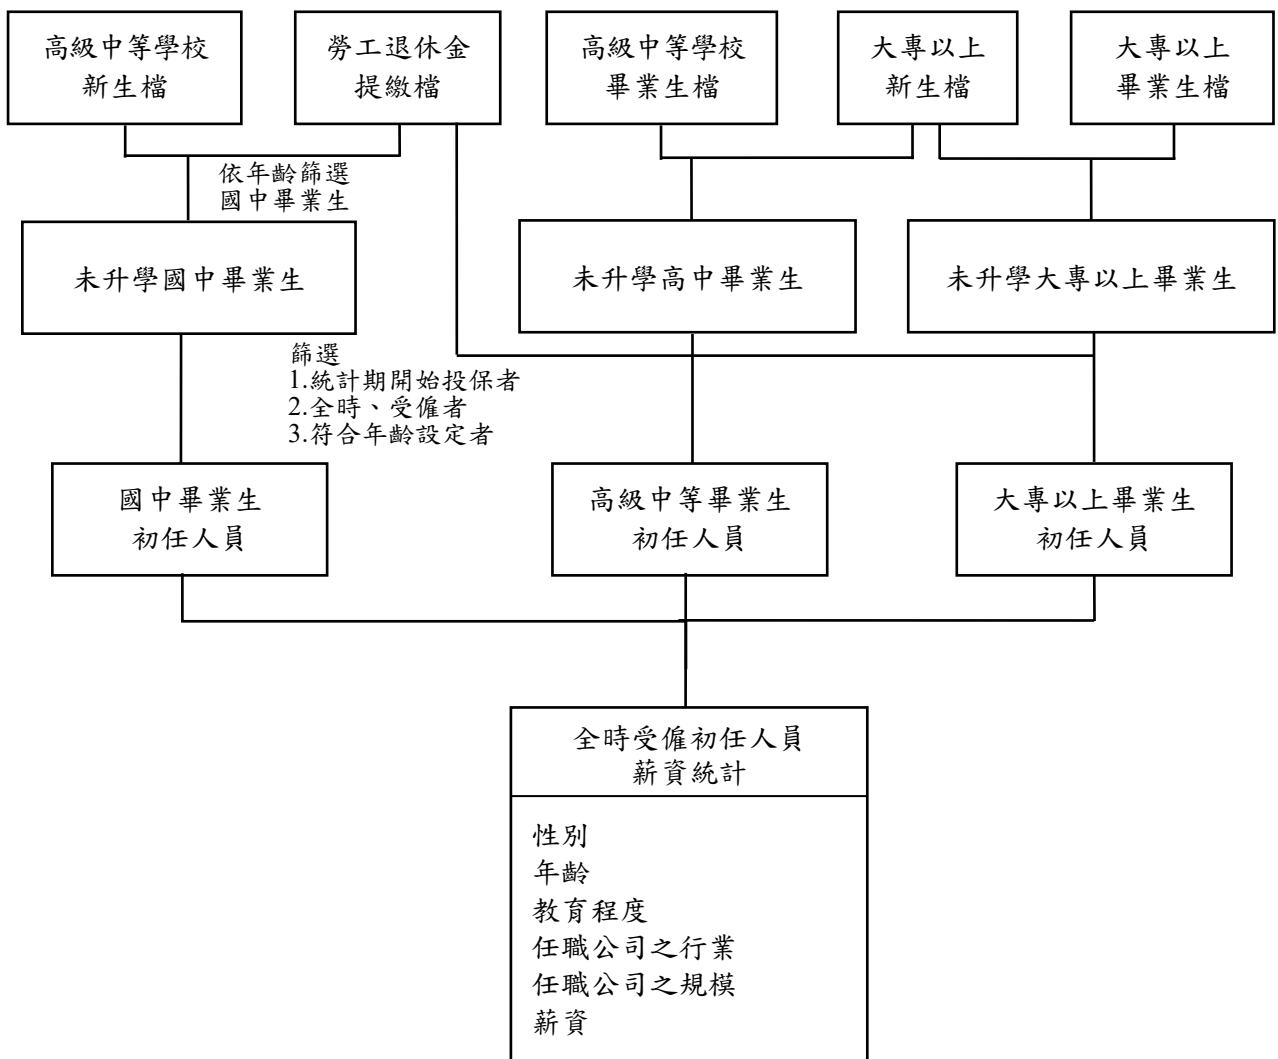 高級中等學校
新生檔
勞工退休金
提繳檔
高級中等學校
畢業生檔
大專以上
新生檔
大專以上
畢業生檔
依年齡篩選
國中畢業生
未升學國中畢業生
未升學高中畢業生
未升學大專以上畢業生
篩選
1.統計期開始投保者
2.全時、受僱者
3.符合年齡設定者
國中畢業生
初任人員
高級中等畢業生
初任人員
大專以上畢業生
初任人員
全時受僱初任人員
薪資統計
性別
年齡
教育程度
任職公司之行業
任職公司之規模
薪資